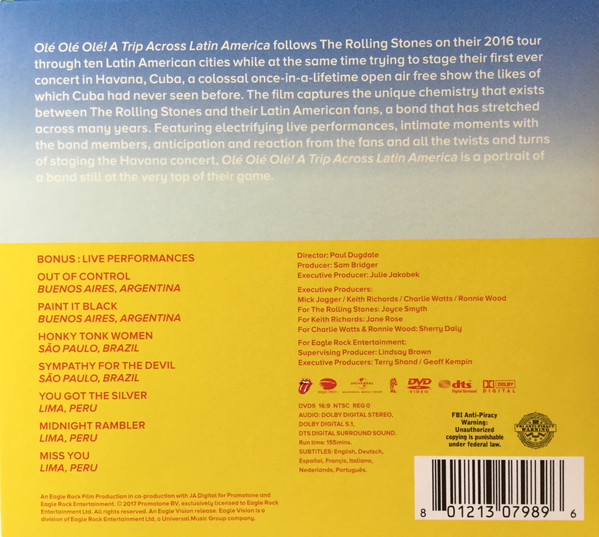 Olé Olé Olé! A Trip Across Latin America follows The Rolling Stones on their 2016 tour
through ten Latin American cities while at the same time trying to stage their first ever
concert in Havana, Cuba, a colossal once-in-a-lifetime open air free show the likes of
which Cuba had never seen before. The film captures the unique chemistry that exists
between The Rolling Stones and their Latin American fans, a bond that has stretched
across many years. Featuring electrifying live performances, intimate moments with
the band members, anticipation and reaction from the fans and all the twists and turns
of staging the Havana concert, Olé Olé Olé! A Trip Across Latin America is a portrait of
a band still at the very top of their game.
BONUS : LIVE PERFORMANCES
OUT OF CONTROL
BUENOS AIRES, ARGENTINA
PAINT IT BLACK
BUENOS AIRES, ARGENTINA
HONKY TONK WOMEN
SÃO PAULO, BRAZIL
SYMPATHY FOR THE DEVIL
SÃO PAULO, BRAZIL
YOU GOT THE SILVER
LIMA, PERU
MIDNIGHT RAMBLER
LIMA, PERU
MISS YOU
LIMA, PERU
Director: Paul Dugdale
Producer: Sam Bridger
Executive Producer: Julie Jakobek
Executive Producers:
Mick Jagger / Keith Richards / Charlie Watts / Ronnie Wood
For The Rolling Stones: Joyce Smyth
For Keith Richards: Jane Rose
For Charlie Watts & Ronnie Wood: Sherry Daly
For Eagle Rock Entertainment:
Supervising Producer: Lindsay Brown
Executive Producers: Terry Shand / Geoff Kempin
UNIVERSAL
DVD
VIDEO
dts
Digital Surround
DOLBY
DIGITAL
DVD9 16:9 NTSC REG 0
AUDIO: DOLBY DIGITAL STEREO,
DOLBY DIGITAL 5.1,
DTS DIGITAL SURROUND SOUND.
Run time: 155mins.
SUBTITLES: English, Deutsch,
Español, Français, Italiano,
Nederlands, Português.
FBI Anti-Piracy
Warning:
Unauthorized
copying is punishable
under federal law.
FBI ANTI-PIRACY
WARNING
An Eagle Rock Film Production in co-production with JA Digital for Promotone and
Eagle Rock Entertainment. © 2017 Promotone BV, exclusively licensed to Eagle Rock
Entertainment Ltd. All rights reserved. An Eagle Vision release. Eagle Vision is a
division of Eagle Rock Entertainment Ltd, a Universal Music Group company.
8 01213 07989 6